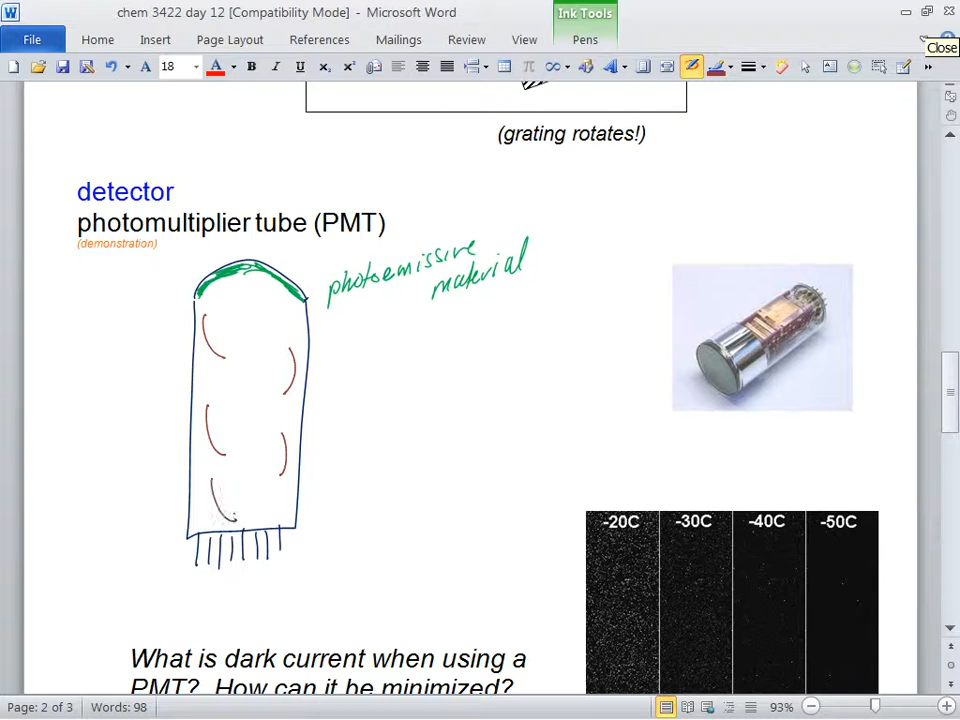 chem 3422 day 12 [Compatibility Mode] - Microsoft Word
Ink Tools
Close
File Home Insert Page Layout References Mailings Review View Pens
18
(grating rotates!)
detector
photomultiplier tube (PMT)
(demonstration)
photoemissive
material
-20C -30C -40C -50C
What is dark current when using a
PMT? How can it be minimized?
Page: 2 of 3 Words: 98 93%